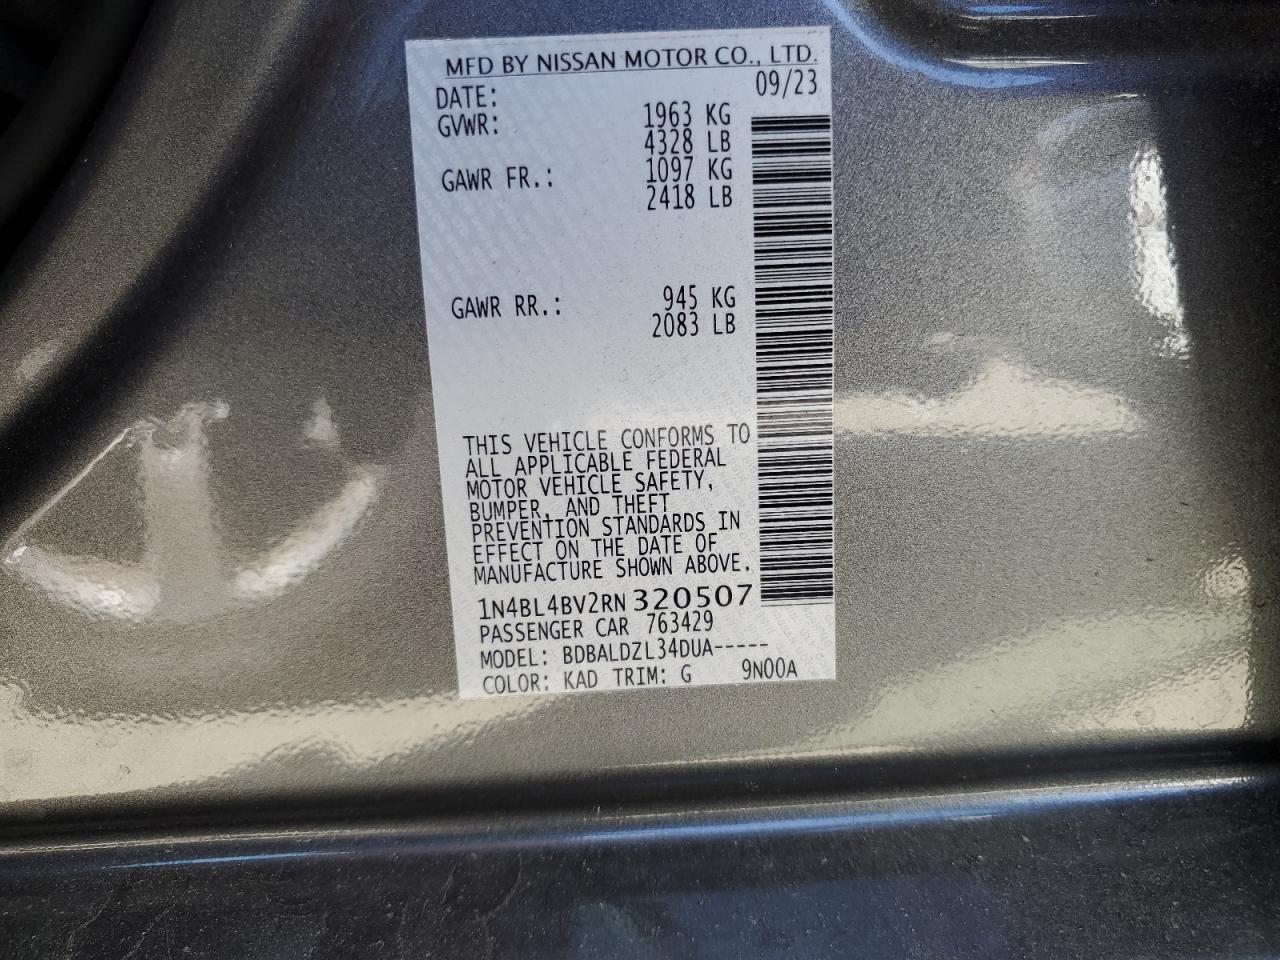 MFD BY NISSAN MOTOR CO., LTD.
DATE: 09/23
GVWR: 1963 KG
4328 LB
GAWR FR.: 1097 KG
2418 LB
GAWR RR.: 945 KG
2083 LB
THIS VEHICLE CONFORMS TO
ALL APPLICABLE FEDERAL
MOTOR VEHICLE SAFETY,
BUMPER, AND THEFT
PREVENTION STANDARDS IN
EFFECT ON THE DATE OF
MANUFACTURE SHOWN ABOVE.
1N4BL4BV2RN320507
PASSENGER CAR 763429
MODEL: BDBALDZL34DUA-----
COLOR: KAD TRIM: G 9N00A